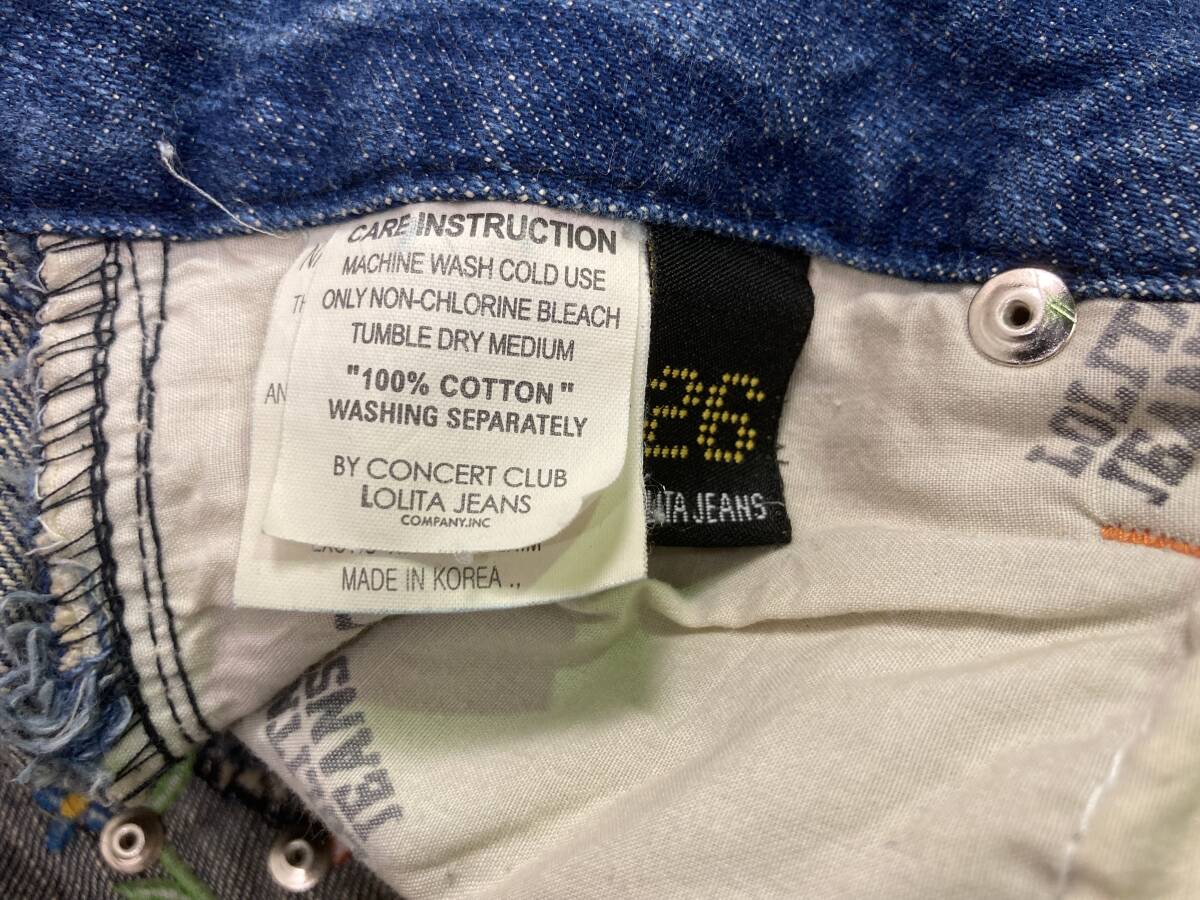 CARE INSTRUCTION
MACHINE WASH COLD USE
ONLY NON-CHLORINE BLEACH
TUMBLE DRY MEDIUM
"100% COTTON"
WASHING SEPARATELY
BY CONCERT CLUB
LOLITA JEANS
COMPANY.INC
AN
MADE IN KOREA .,
26
LITA JEANS
LOLITA
JEANS
JEANS